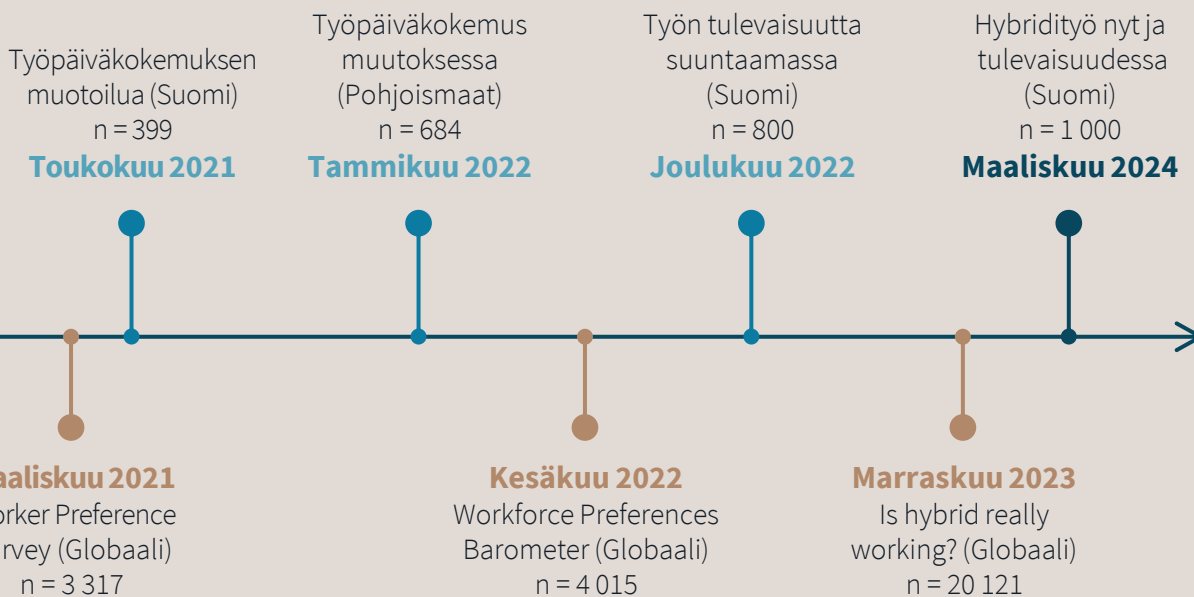 Työpäiväkokemuksen
muotoilua (Suomi)
n = 399
Toukokuu 2021
Työpäiväkokemus
muutoksessa
(Pohjoismaat)
n = 684
Tammikuu 2022
Työn tulevaisuutta
suuntaamassa
(Suomi)
n = 800
Joulukuu 2022
Hybridityö nyt ja
tulevaisuudessa
(Suomi)
n = 1 000
Maaliskuu 2024
aaliskuu 2021
orker Preference
rvey (Globaali)
n = 3 317
Kesäkuu 2022
Workforce Preferences
Barometer (Globaali)
n = 4 015
Marraskuu 2023
Is hybrid really
working? (Globaali)
n = 20 121